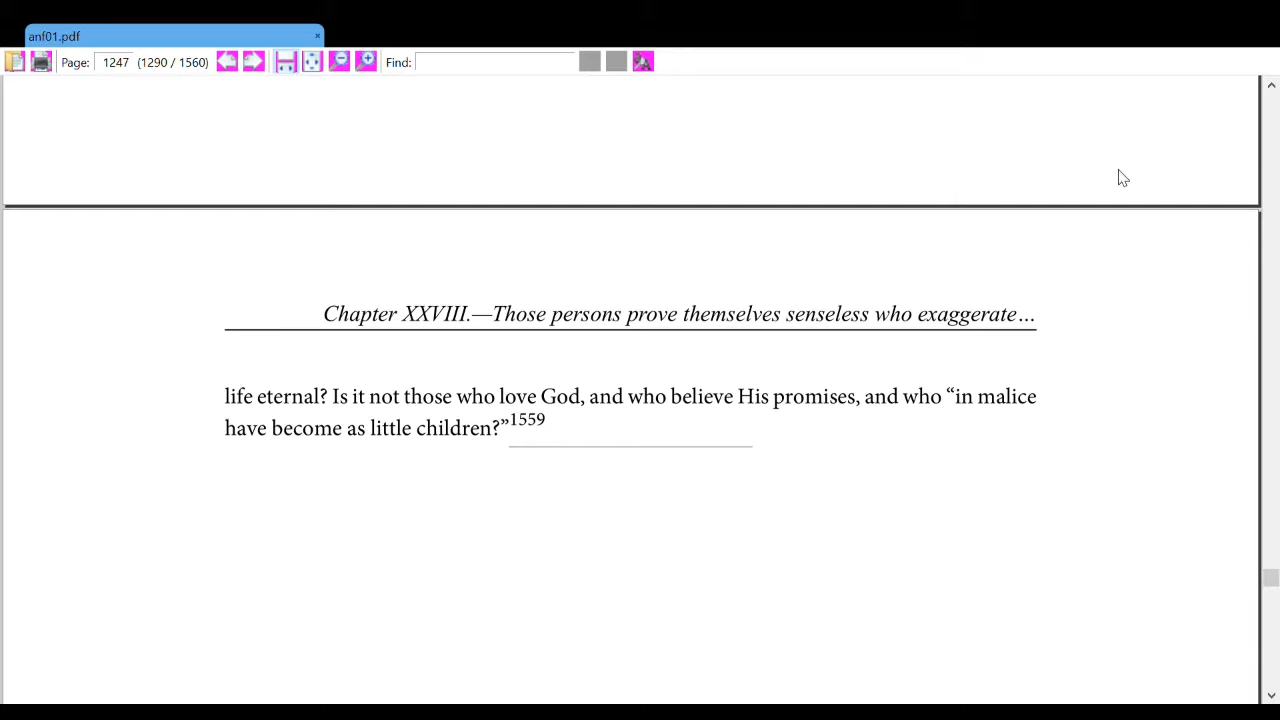 anf01.pdf
Page: 1247 (1290 / 1560) Find:
Chapter XXVIII.—Those persons prove themselves senseless who exaggerate…
life eternal? Is it not those who love God, and who believe His promises, and who “in malice
have become as little children?”1559